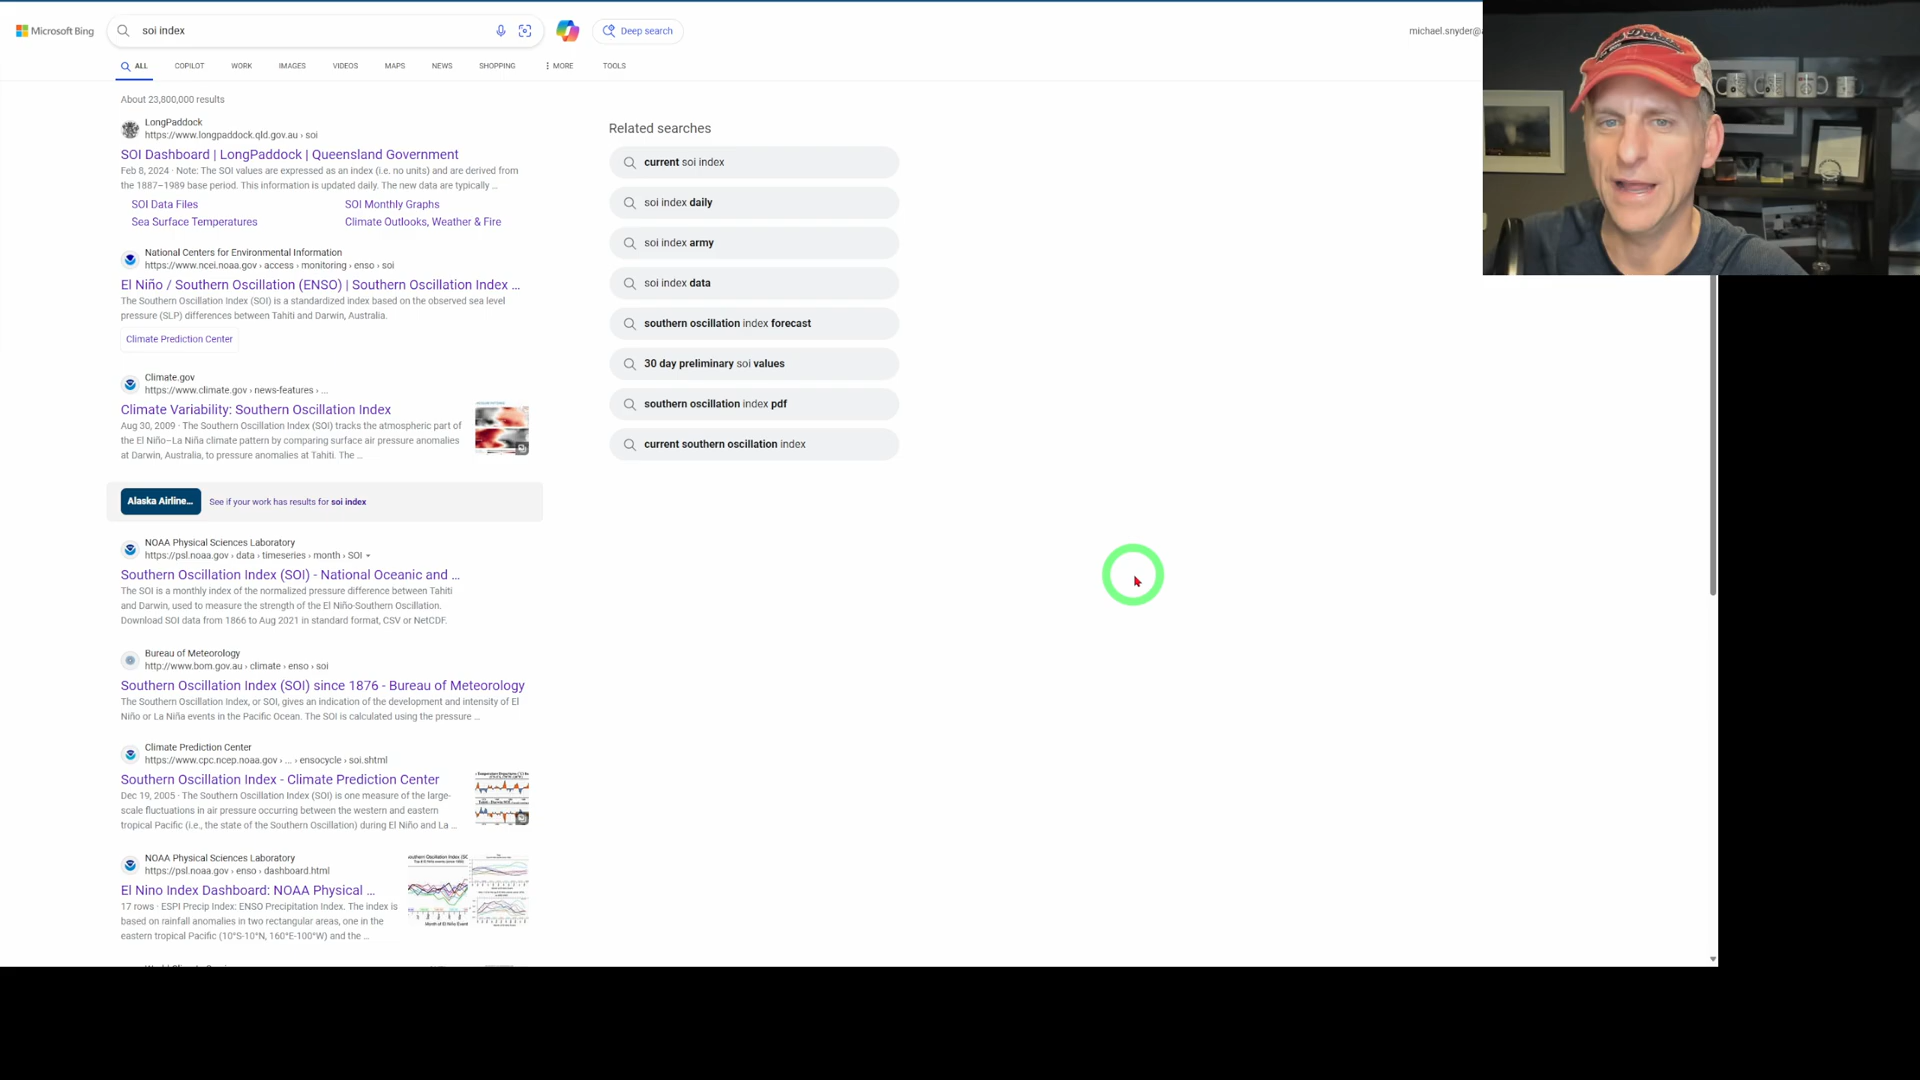 Microsoft Bing
soi index
Deep search
michael.snyder@
ALL
COPILOT
WORK
IMAGES
VIDEOS
MAPS
NEWS
SHOPPING
MORE
TOOLS
About 23,800,000 results
LongPaddock
https://www.longpaddock.qld.gov.au › soi
SOI Dashboard | LongPaddock | Queensland Government
Feb 8, 2024 · Note: The SOI values are expressed as an index (i.e. no units) and are derived from
the 1887–1989 base period. This information is updated daily. The new data are typically ...
SOI Data Files
SOI Monthly Graphs
Sea Surface Temperatures
Climate Outlooks, Weather & Fire
National Centers for Environmental Information
https://www.ncei.noaa.gov › access › monitoring › enso › soi
El Niño / Southern Oscillation (ENSO) | Southern Oscillation Index ...
The Southern Oscillation Index (SOI) is a standardized index based on the observed sea level
pressure (SLP) differences between Tahiti and Darwin, Australia.
Climate Prediction Center
Climate.gov
https://www.climate.gov › news-features › ...
Climate Variability: Southern Oscillation Index
Aug 30, 2009 · The Southern Oscillation Index (SOI) tracks the atmospheric part of
the El Niño–La Niña climate pattern by comparing surface air pressure anomalies
at Darwin, Australia, to pressure anomalies at Tahiti. The ...
Alaska Airline...
See if your work has results for soi index
NOAA Physical Sciences Laboratory
https://psl.noaa.gov › data › timeseries › month › SOI
Southern Oscillation Index (SOI) - National Oceanic and ...
The SOI is a monthly index of the normalized pressure difference between Tahiti
and Darwin, used to measure the strength of the El Niño-Southern Oscillation.
Download SOI data from 1866 to Aug 2021 in standard format, CSV or NetCDF.
Bureau of Meteorology
http://www.bom.gov.au › climate › enso › soi
Southern Oscillation Index (SOI) since 1876 - Bureau of Meteorology
The Southern Oscillation Index, or SOI, gives an indication of the development and intensity of El
Niño or La Niña events in the Pacific Ocean. The SOI is calculated using the pressure ...
Climate Prediction Center
https://www.cpc.ncep.noaa.gov › ... › ensocycle › soi.shtml
Southern Oscillation Index - Climate Prediction Center
Dec 19, 2005 · The Southern Oscillation Index (SOI) is one measure of the large-
scale fluctuations in air pressure occurring between the western and eastern
tropical Pacific (i.e., the state of the Southern Oscillation) during El Niño and La ...
NOAA Physical Sciences Laboratory
https://psl.noaa.gov › enso › dashboard.html
El Nino Index Dashboard: NOAA Physical ...
17 rows · ESPI Precip Index: ENSO Precipitation Index. The index is
based on rainfall anomalies in two rectangular areas, one in the
eastern tropical Pacific (10°S-10°N, 160°E-100°W) and the ...
Related searches
current soi index
soi index daily
soi index army
soi index data
southern oscillation index forecast
30 day preliminary soi values
southern oscillation index pdf
current southern oscillation index